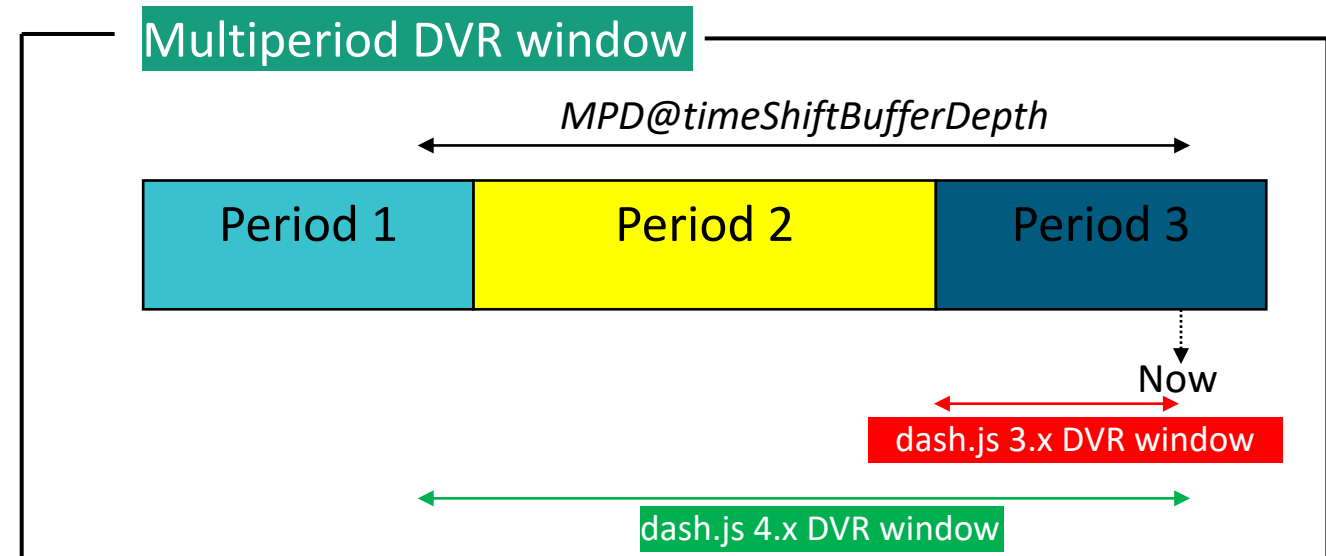 Multiperiod DVR window
MPD@timeShiftBufferDepth
Period 1
Period 2
Period 3
Now
dash.js 3.x DVR window
dash.js 4.x DVR window